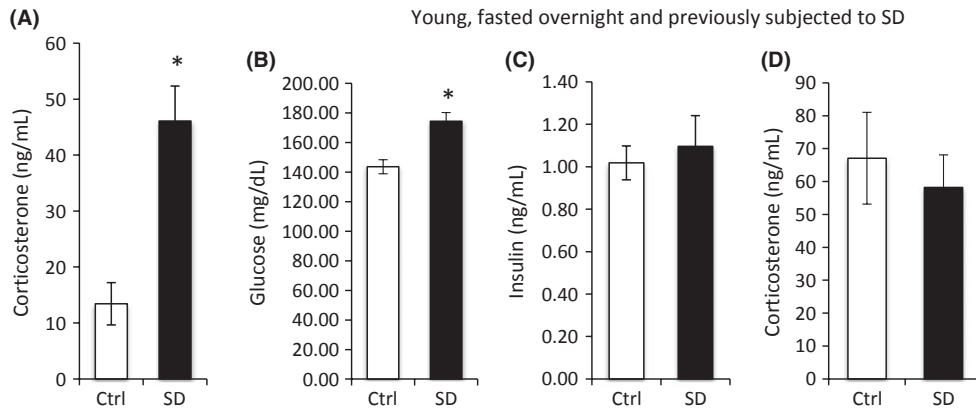 Young, fasted overnight and previously subjected to SD
(A)
Corticosterone (ng/mL)
60
50
40
30
20
10
0
*
Ctrl SD
(B)
Glucose (mg/dL)
200.00
180.00
160.00
140.00
120.00
100.00
80.00
60.00
40.00
20.00
0.00
*
Ctrl SD
(C)
Insulin (ng/mL)
1.40
1.20
1.00
0.80
0.60
0.40
0.20
0.00
Ctrl SD
(D)
Corticosterone (ng/mL)
90
80
70
60
50
40
30
20
10
0
Ctrl SD